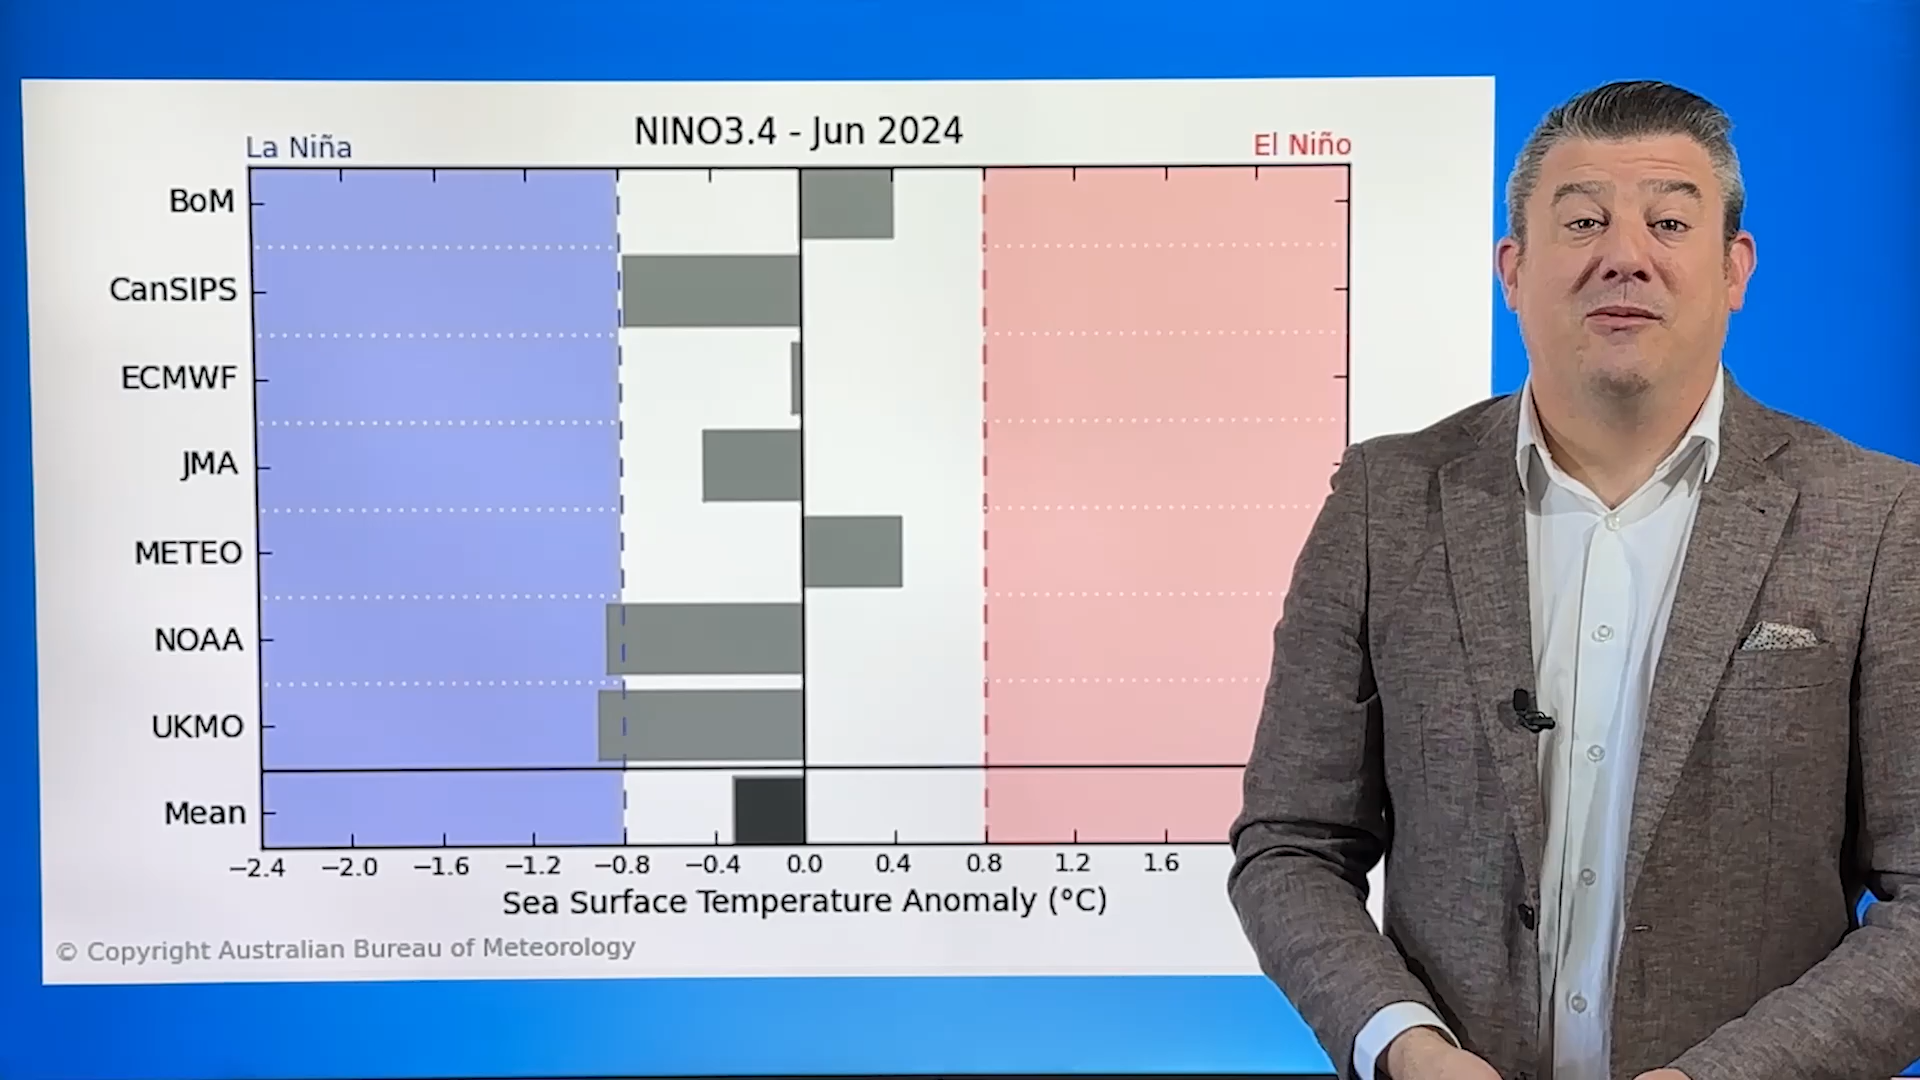 NINO3.4 - Jun 2024
La Niña
El Niño
BoM
CanSIPS
ECMWF
JMA
METEO
NOAA
UKMO
Mean
−2.4 −2.0 −1.6 −1.2 −0.8 −0.4 0.0 0.4 0.8 1.2 1.6
Sea Surface Temperature Anomaly (°C)
© Copyright Australian Bureau of Meteorology